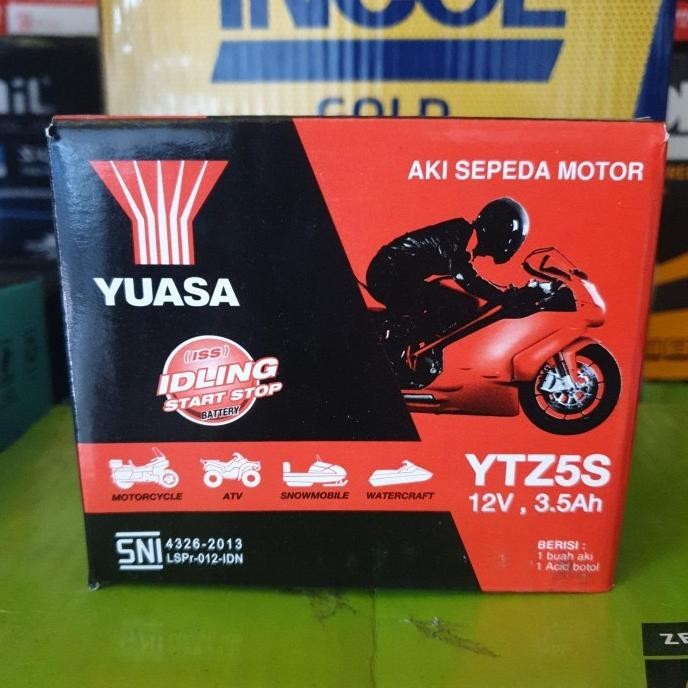 GOLD
AKI SEPEDA MOTOR
YUASA
(ISS)
IDLING
START STOP
BATTERY
MOTORCYCLE
ATV
SNOWMOBILE
WATERCRAFT
YTZ5S
12V , 3.5Ah
SNI
4326-2013
LSPr-012-IDN
BERISI :
1 buah aki
1 Acid botol